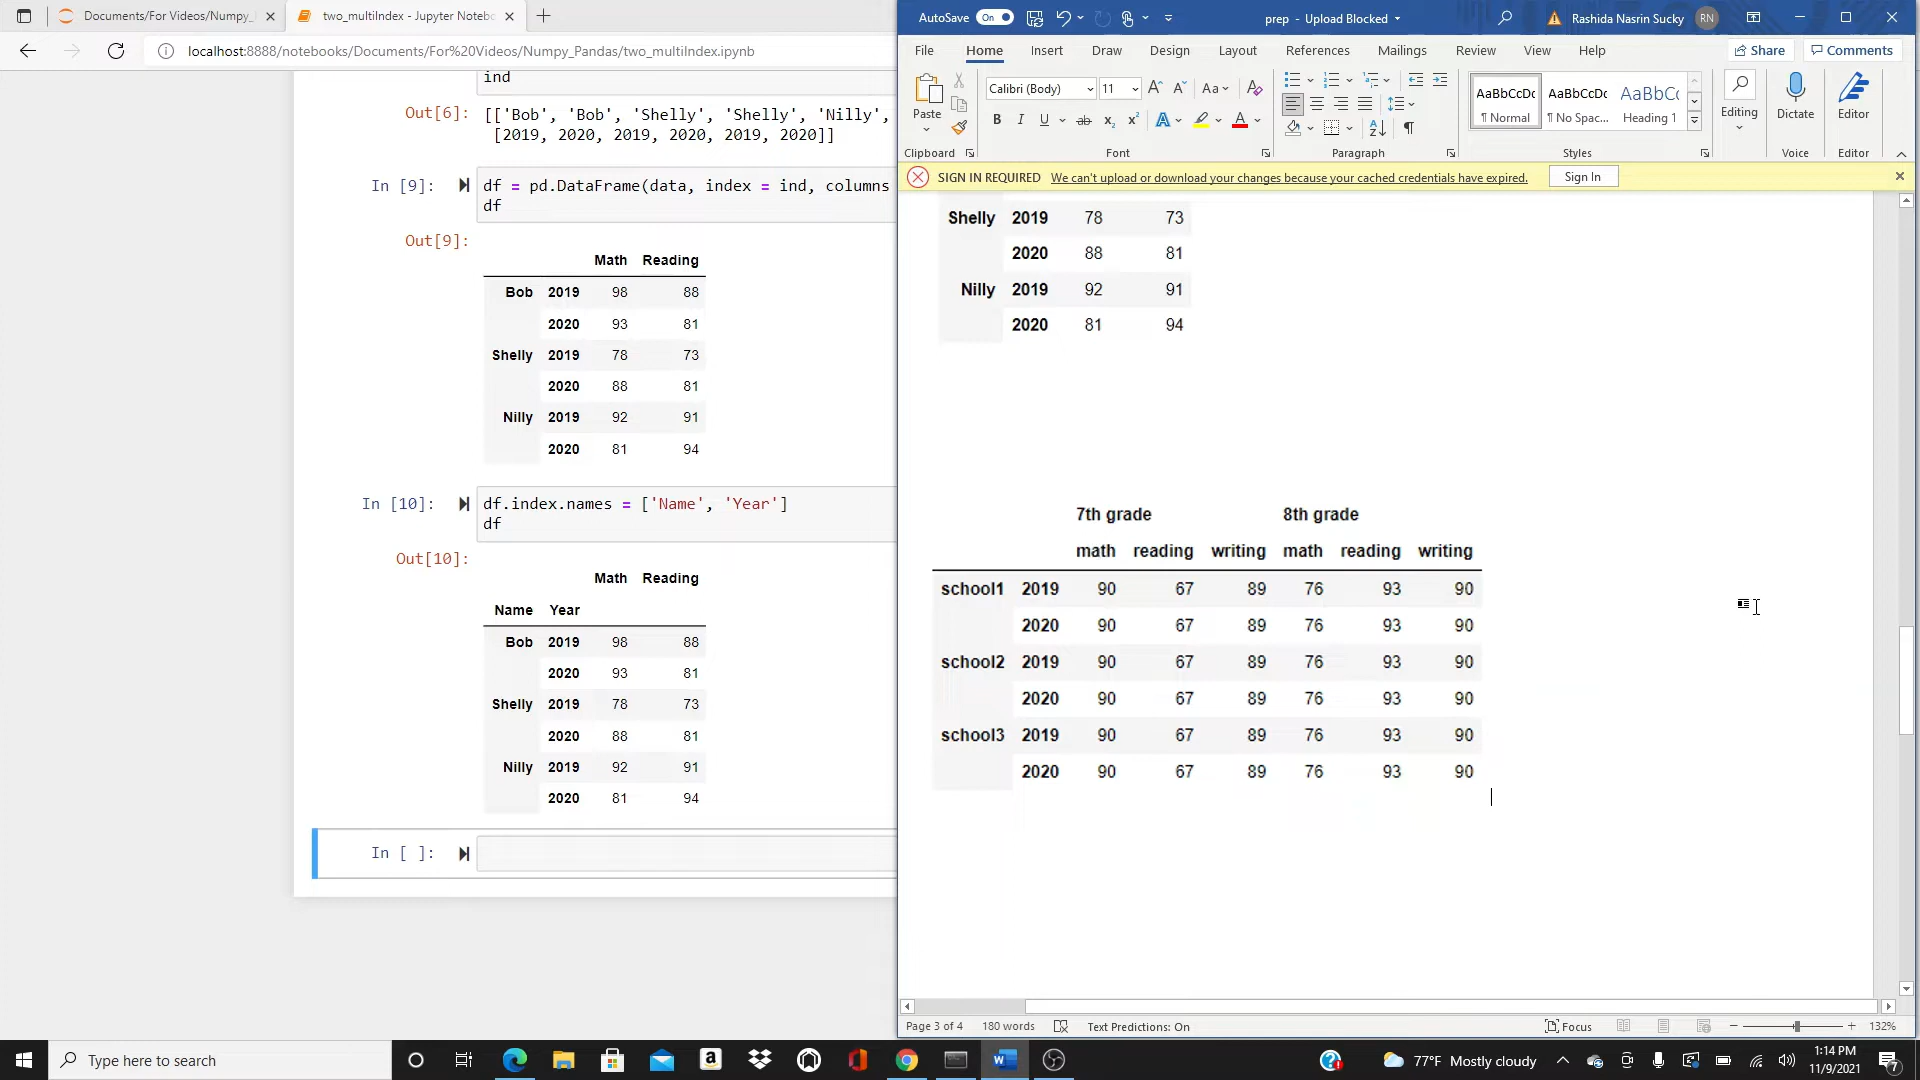 Documents/For Videos/Numpy_
two_multiIndex - Jupyter Notebo
localhost:8888/notebooks/Documents/For%20Videos/Numpy_Pandas/two_multiIndex.ipynb
ind
Out[6]: [['Bob', 'Bob', 'Shelly', 'Shelly', 'Nilly',
[2019, 2020, 2019, 2020, 2019, 2020]]
In [9]: df = pd.DataFrame(data, index = ind, columns
df
Out[9]:
Math Reading
Bob 2019 98 88
2020 93 81
Shelly 2019 78 73
2020 88 81
Nilly 2019 92 91
2020 81 94
In [10]: df.index.names = ['Name', 'Year']
df
Out[10]:
Math Reading
Name Year
Bob 2019 98 88
2020 93 81
Shelly 2019 78 73
2020 88 81
Nilly 2019 92 91
2020 81 94
In [ ]:
AutoSave On prep - Upload Blocked Rashida Nasrin Sucky RN
File Home Insert Draw Design Layout References Mailings Review View Help Share Comments
Calibri (Body) 11 Aa
Paste
B I U ab x₂ x² A A
AaBbCcDc AaBbCcDc AaBbCc
¶ Normal ¶ No Spac... Heading 1
Editing Dictate Editor
Clipboard Font Paragraph Styles Voice Editor
SIGN IN REQUIRED We can't upload or download your changes because your cached credentials have expired. Sign In
Shelly 2019 78 73
2020 88 81
Nilly 2019 92 91
2020 81 94
7th grade 8th grade
math reading writing math reading writing
school1 2019 90 67 89 76 93 90
2020 90 67 89 76 93 90
school2 2019 90 67 89 76 93 90
2020 90 67 89 76 93 90
school3 2019 90 67 89 76 93 90
2020 90 67 89 76 93 90
Page 3 of 4 180 words Text Predictions: On Focus 132%
Type here to search
77°F Mostly cloudy
1:14 PM
11/9/2021
7